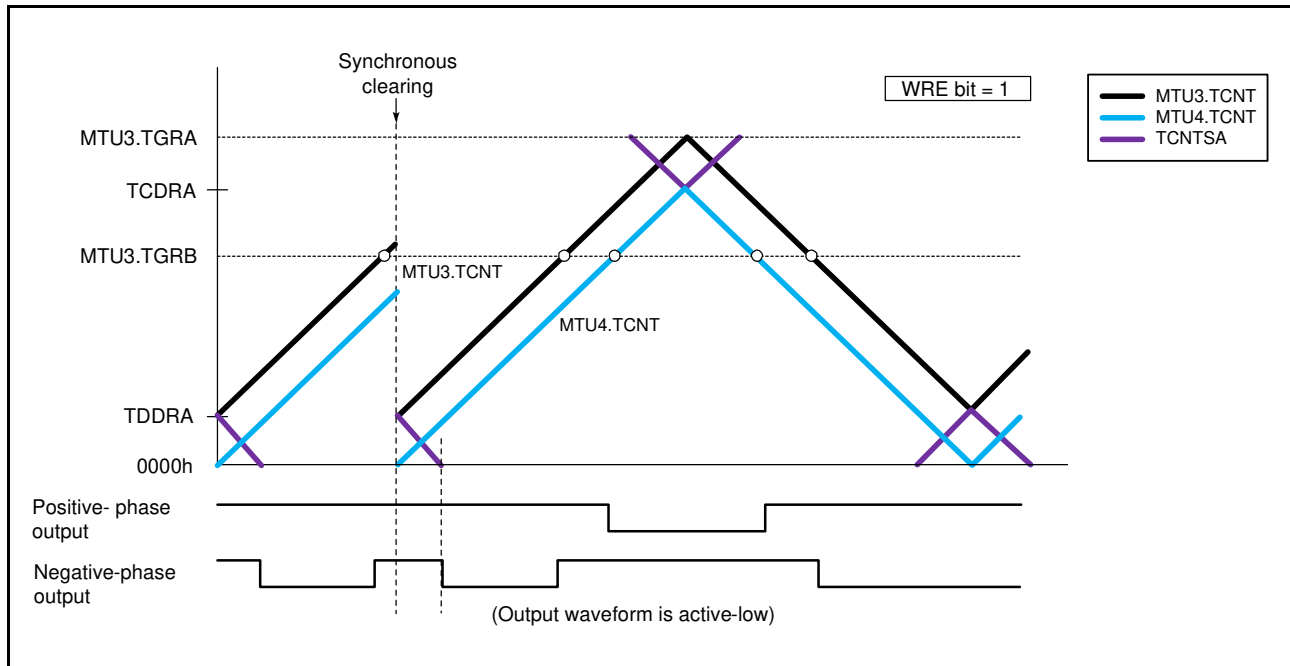 Synchronous
clearing
WRE bit = 1
MTU3.TCNT
MTU4.TCNT
TCNTSA
MTU3.TGRA
TCDRA
MTU3.TGRB
MTU3.TCNT
MTU4.TCNT
TDDRA
0000h
Positive- phase
output
Negative-phase
output
(Output waveform is active-low)